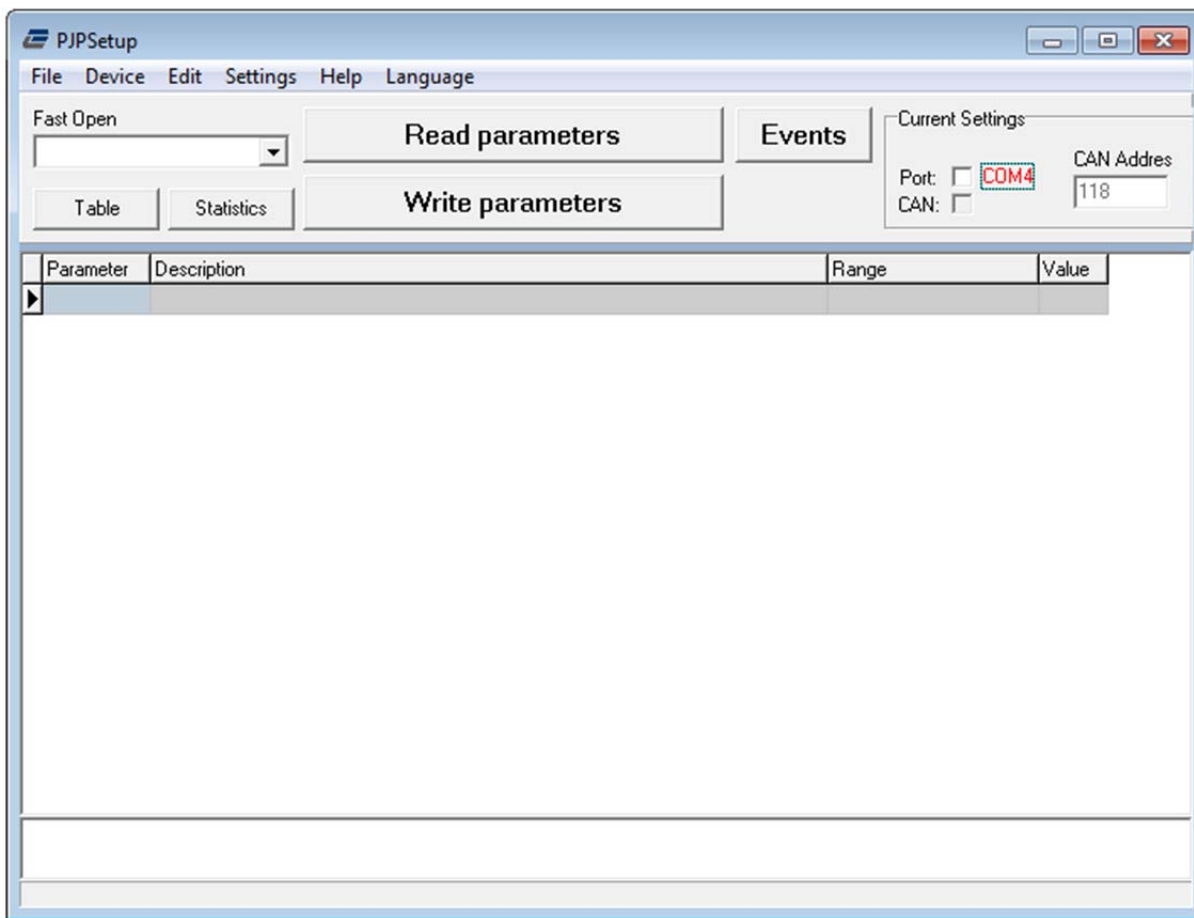 PJPSetup
File Device Edit Settings Help Language
Fast Open
Read parameters
Events
Current Settings
Port: COM4
CAN Addres
118
CAN:
Table Statistics
Write parameters
Parameter Description Range Value